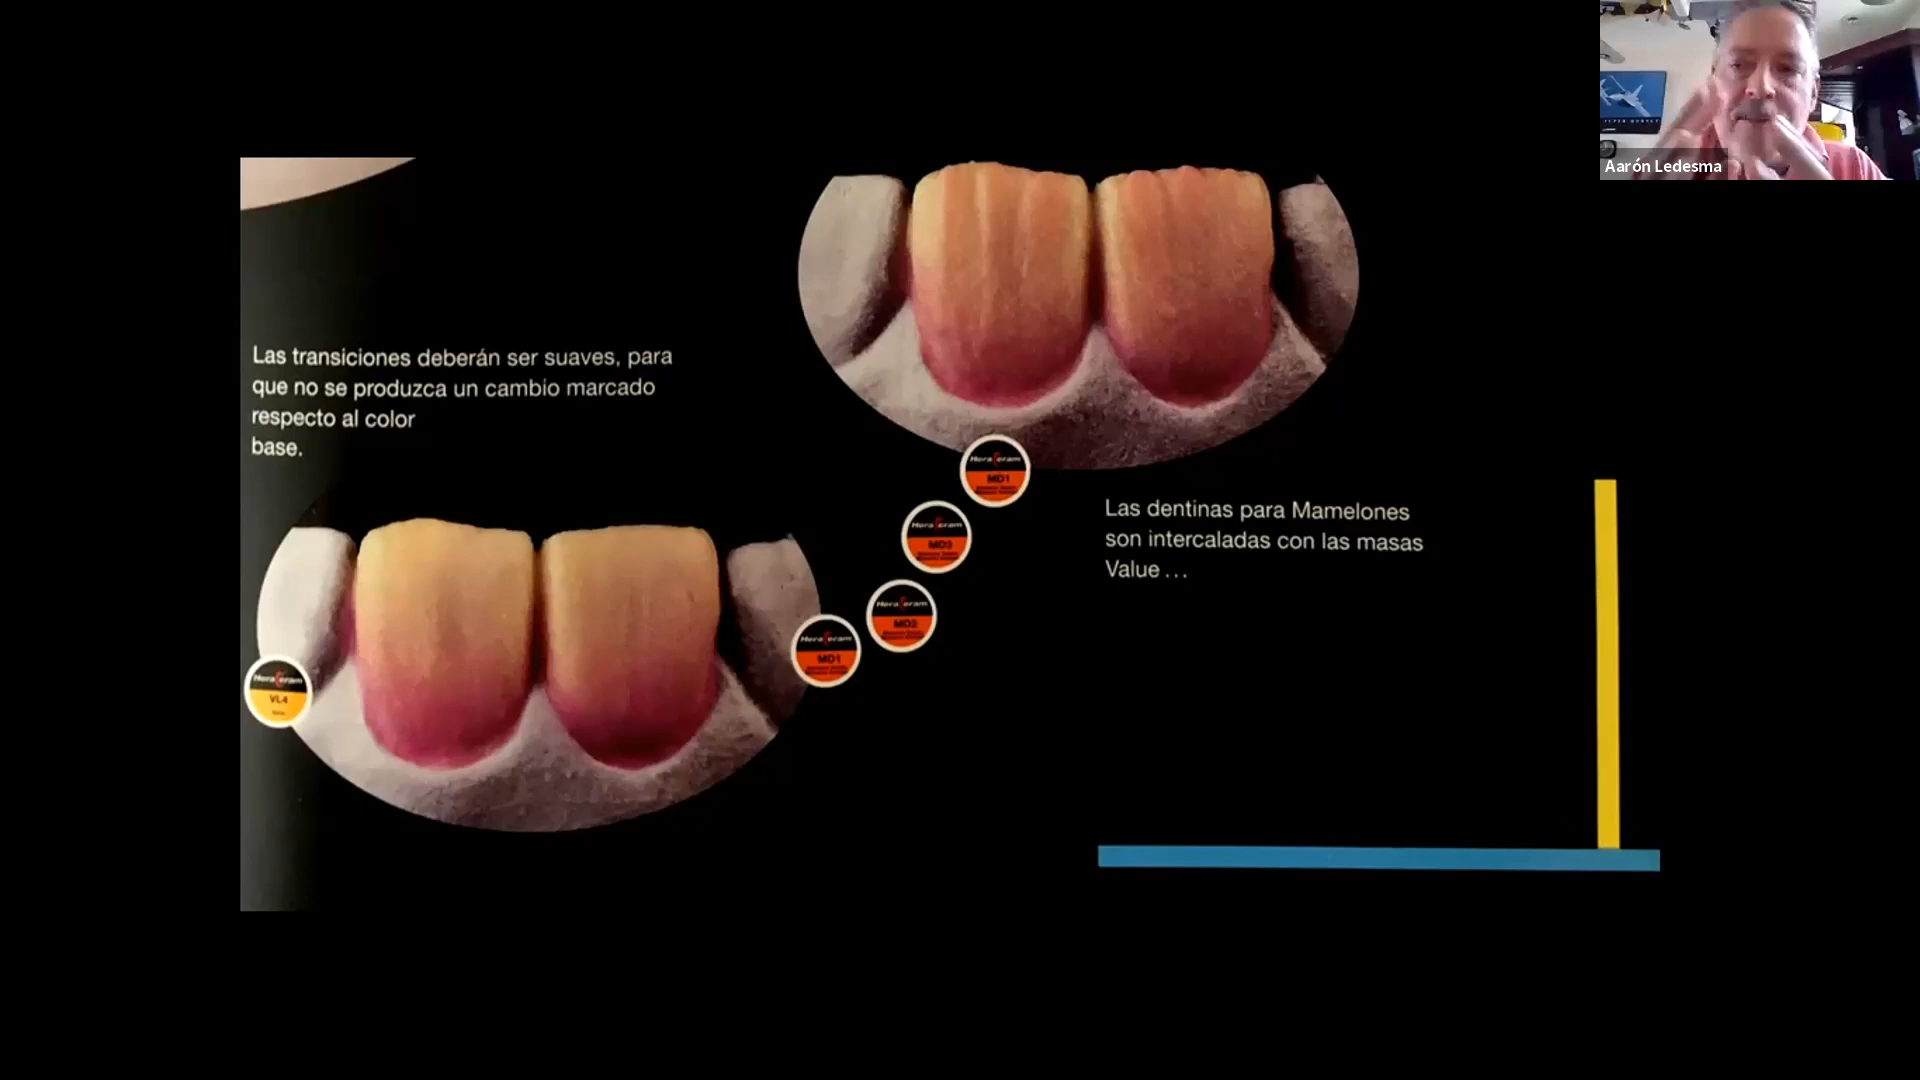 Aarón Ledesma
Las transiciones deberán ser suaves, para
que no se produzca un cambio marcado
respecto al color
base.
HeraCeram
MD1
HeraCeram
MD3
Las dentinas para Mamelones
son intercaladas con las masas
Value ...
HeraCeram
MD2
HeraCeram
MD1
HeraCeram
VL4